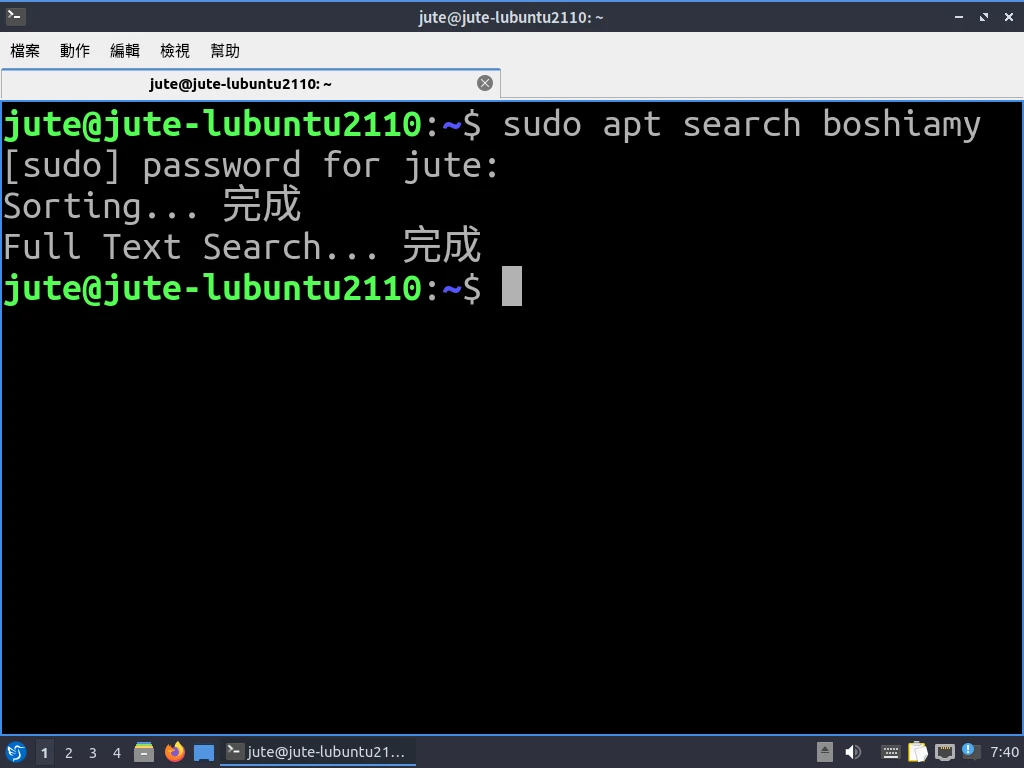 jute@jute-lubuntu2110: ~
檔案 動作 編輯 檢視 幫助
jute@jute-lubuntu2110: ~
jute@jute-lubuntu2110:~$ sudo apt search boshiamy
[sudo] password for jute:
Sorting... 完成
Full Text Search... 完成
jute@jute-lubuntu2110:~$
1 2 3 4 jute@jute-lubuntu21... 7:40